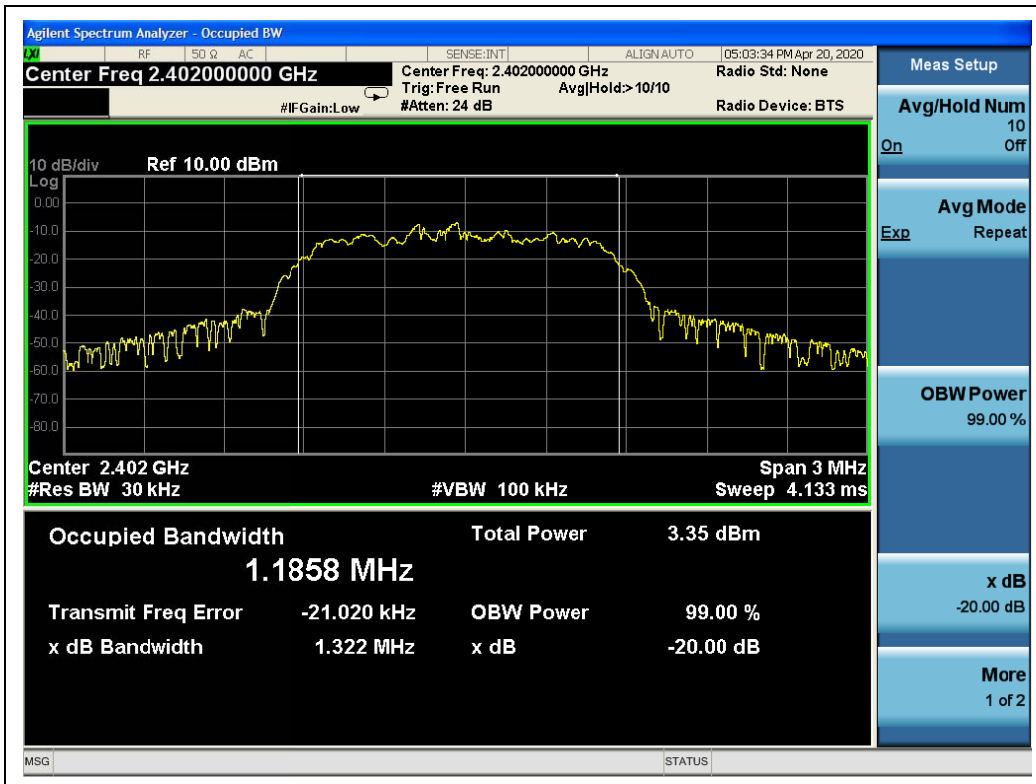 Agilent Spectrum Analyzer - Occupied BW
LXI RF 50 Ω AC SENSE:INT ALIGN AUTO 05:03:34 PM Apr 20, 2020
Center Freq 2.402000000 GHz
Center Freq: 2.402000000 GHz
Radio Std: None
Trig: Free Run Avg|Hold:>10/10
#IFGain:Low
#Atten: 24 dB
Radio Device: BTS
10 dB/div Ref 10.00 dBm
Log
0.00
-10.0
-20.0
-30.0
-40.0
-50.0
-60.0
-70.0
-80.0
Center 2.402 GHz Span 3 MHz
#Res BW 30 kHz #VBW 100 kHz Sweep 4.133 ms
Occupied Bandwidth Total Power 3.35 dBm
1.1858 MHz
Transmit Freq Error -21.020 kHz OBW Power 99.00 %
x dB Bandwidth 1.322 MHz x dB -20.00 dB
MSG STATUS
Meas Setup
Avg/Hold Num
10
On Off
Avg Mode
Exp Repeat
OBW Power
99.00 %
x dB
-20.00 dB
More
1 of 2